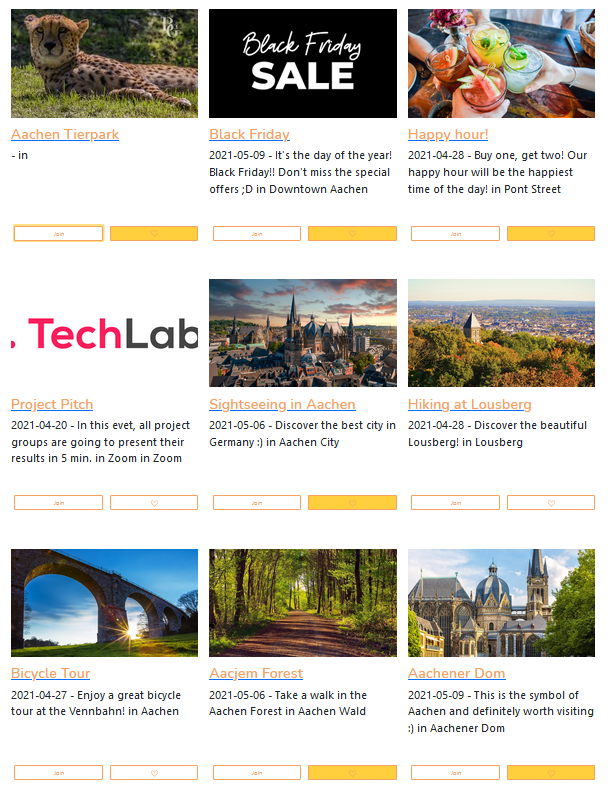 Aachen Tierpark
- in
Join
♡
Black Friday
SALE
Black Friday
2021-05-09 - It's the day of the year!
Black Friday!! Don't miss the special
offers ;D in Downtown Aachen
Join
♡
Happy hour!
2021-04-28 - Buy one, get two! Our
happy hour will be the happiest
time of the day! in Pont Street
Join
♡
. TechLab
Project Pitch
2021-04-20 - In this evet, all project
groups are going to present their
results in 5 min. in Zoom in Zoom
Join
♡
Sightseeing in Aachen
2021-05-06 - Discover the best city in
Germany :) in Aachen City
Join
♡
Hiking at Lousberg
2021-04-28 - Discover the beautiful
Lousberg! in Lousberg
Join
♡
Bicycle Tour
2021-04-27 - Enjoy a great bicycle
tour at the Vennbahn! in Aachen
Join
♡
Aacjem Forest
2021-05-06 - Take a walk in the
Aachen Forest in Aachen Wald
Join
♡
Aachener Dom
2021-05-09 - This is the symbol of
Aachen and definitely worth visiting
:) in Aachener Dom
Join
♡